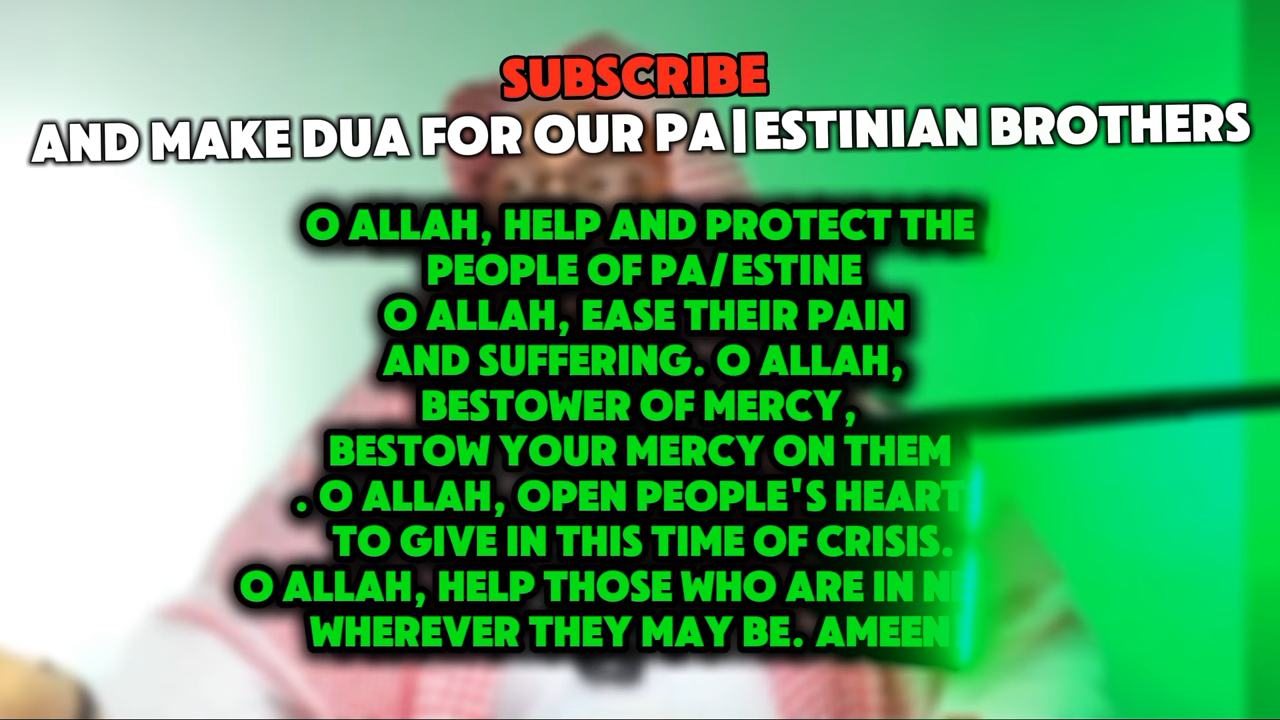 SUBSCRIBE
AND MAKE DUA FOR OUR PA|ESTINIAN BROTHERS
O ALLAH, HELP AND PROTECT THE
PEOPLE OF PA/ESTINE
O ALLAH, EASE THEIR PAIN
AND SUFFERING. O ALLAH,
BESTOWER OF MERCY,
BESTOW YOUR MERCY ON THEM
. O ALLAH, OPEN PEOPLE'S HEART
TO GIVE IN THIS TIME OF CRISIS.
O ALLAH, HELP THOSE WHO ARE IN
WHEREVER THEY MAY BE. AMEEN